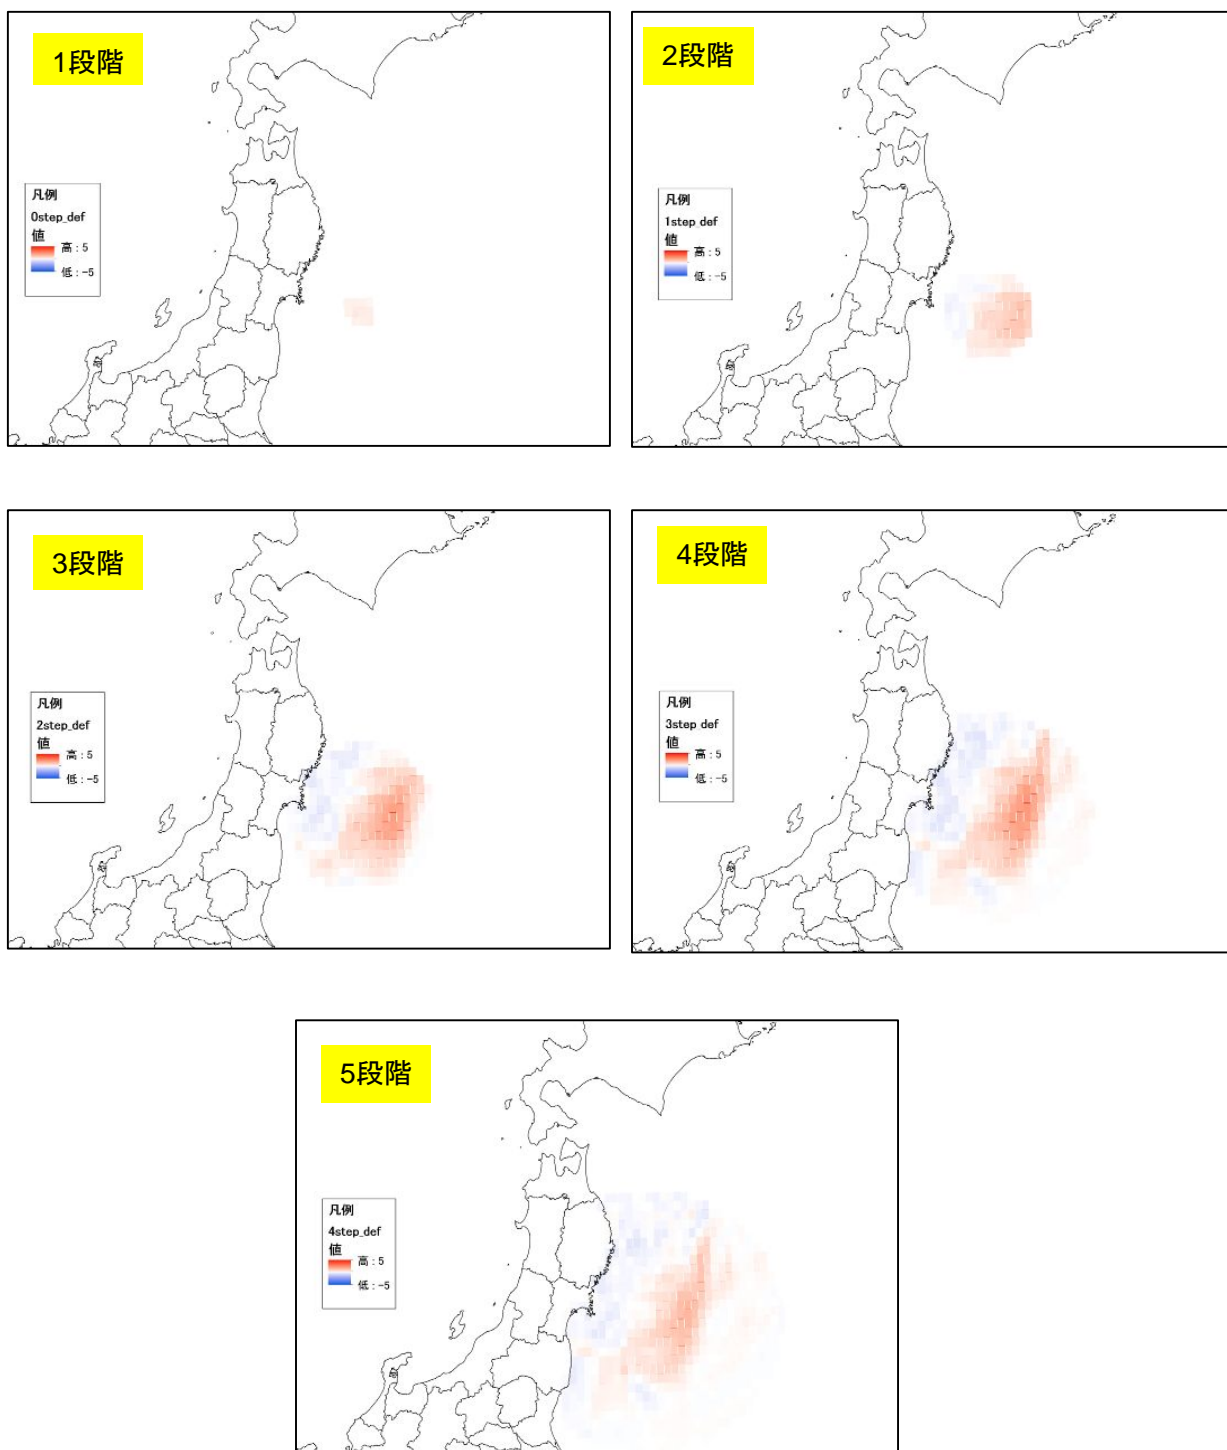 1段階
凡例
0step_def
値
高 : 5
低 : -5
2段階
凡例
1step_def
値
高 : 5
低 : -5
3段階
凡例
2step_def
値
高 : 5
低 : -5
4段階
凡例
3step_def
値
高 : 5
低 : -5
5段階
凡例
4step_def
値
高 : 5
低 : -5